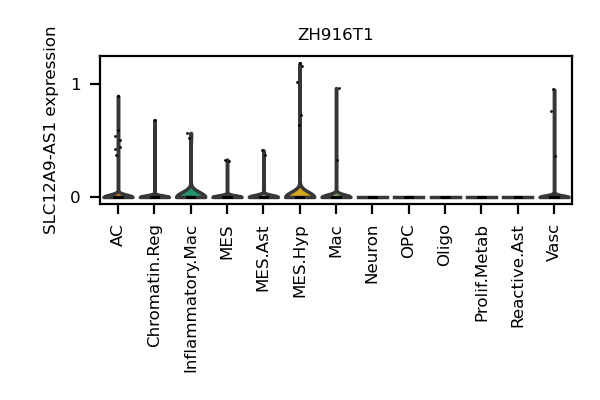 ZH916T1
SLC12A9-AS1 expression
1
0
AC
Chromatin.Reg
Inflammatory.Mac
MES
MES.Ast
MES.Hyp
Mac
Neuron
OPC
Oligo
Prolif.Metab
Reactive.Ast
Vasc